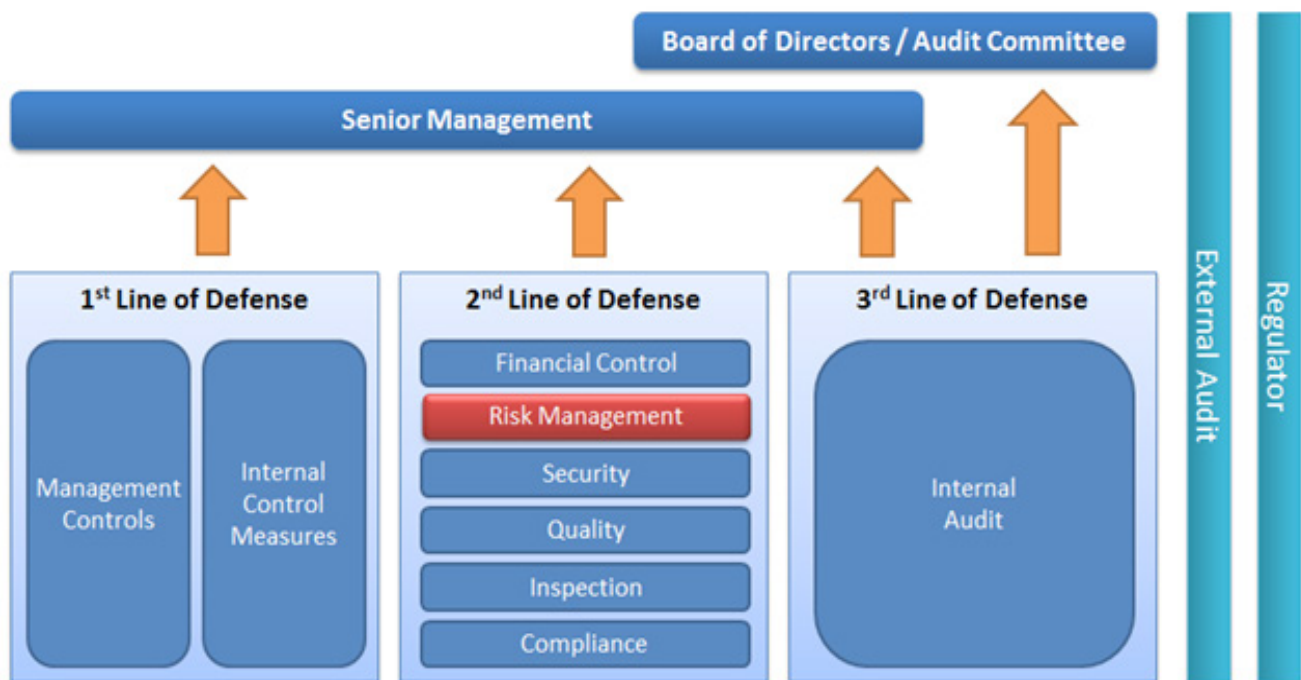 Board of Directors / Audit Committee
Senior Management
1st Line of Defense
Management
Controls
Internal
Control
Measures
2nd Line of Defense
Financial Control
Risk Management
Security
Quality
Inspection
Compliance
3rd Line of Defense
Internal
Audit
External Audit
Regulator